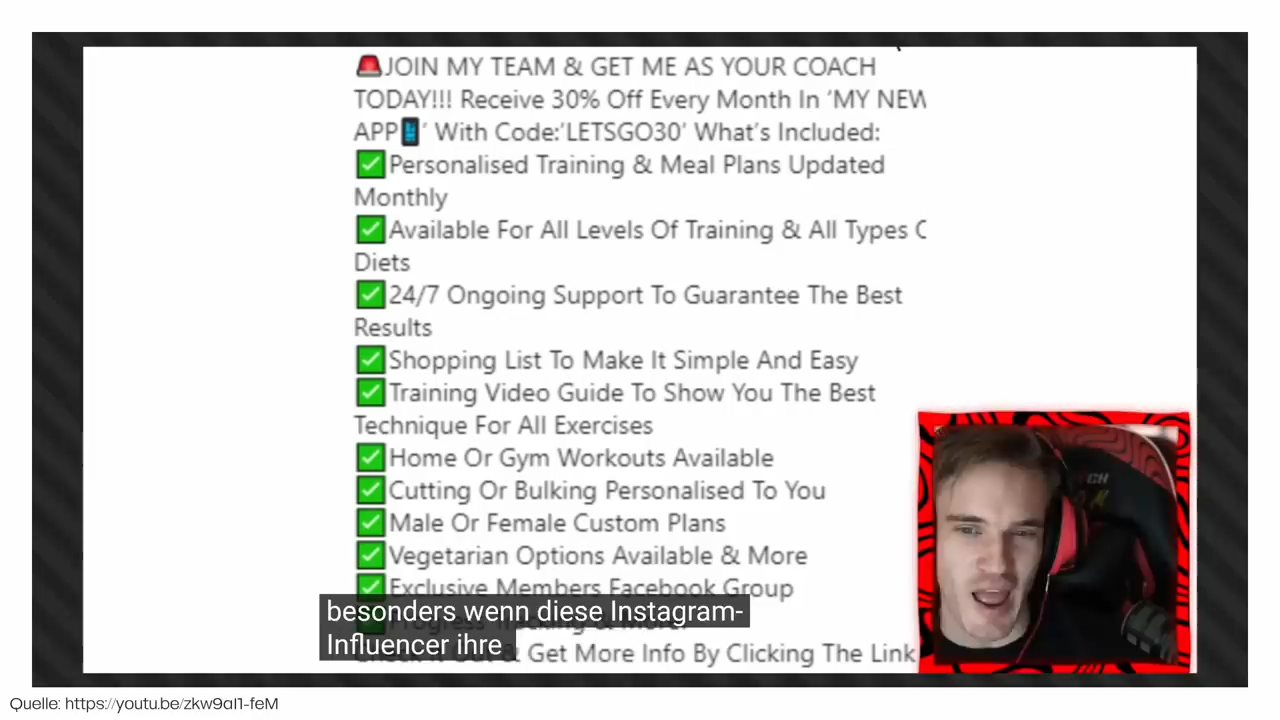 🚨JOIN MY TEAM & GET ME AS YOUR COACH
TODAY!!! Receive 30% Off Every Month In ‘MY NEW
APP📱’ With Code:‘LETSGO30’ What’s Included:
✅Personalised Training & Meal Plans Updated
Monthly
✅Available For All Levels Of Training & All Types
Diets
✅24/7 Ongoing Support To Guarantee The Best
Results
✅Shopping List To Make It Simple And Easy
✅Training Video Guide To Show You The Best
Technique For All Exercises
✅Home Or Gym Workouts Available
✅Cutting Or Bulking Personalised To You
✅Male Or Female Custom Plans
✅Vegetarian Options Available & More
✅Exclusive Members Facebook Group
besonders wenn diese Instagram-
Influencer ihre
& Get More Info By Clicking The Link
Quelle: https://youtu.be/zkw9aI1-feM